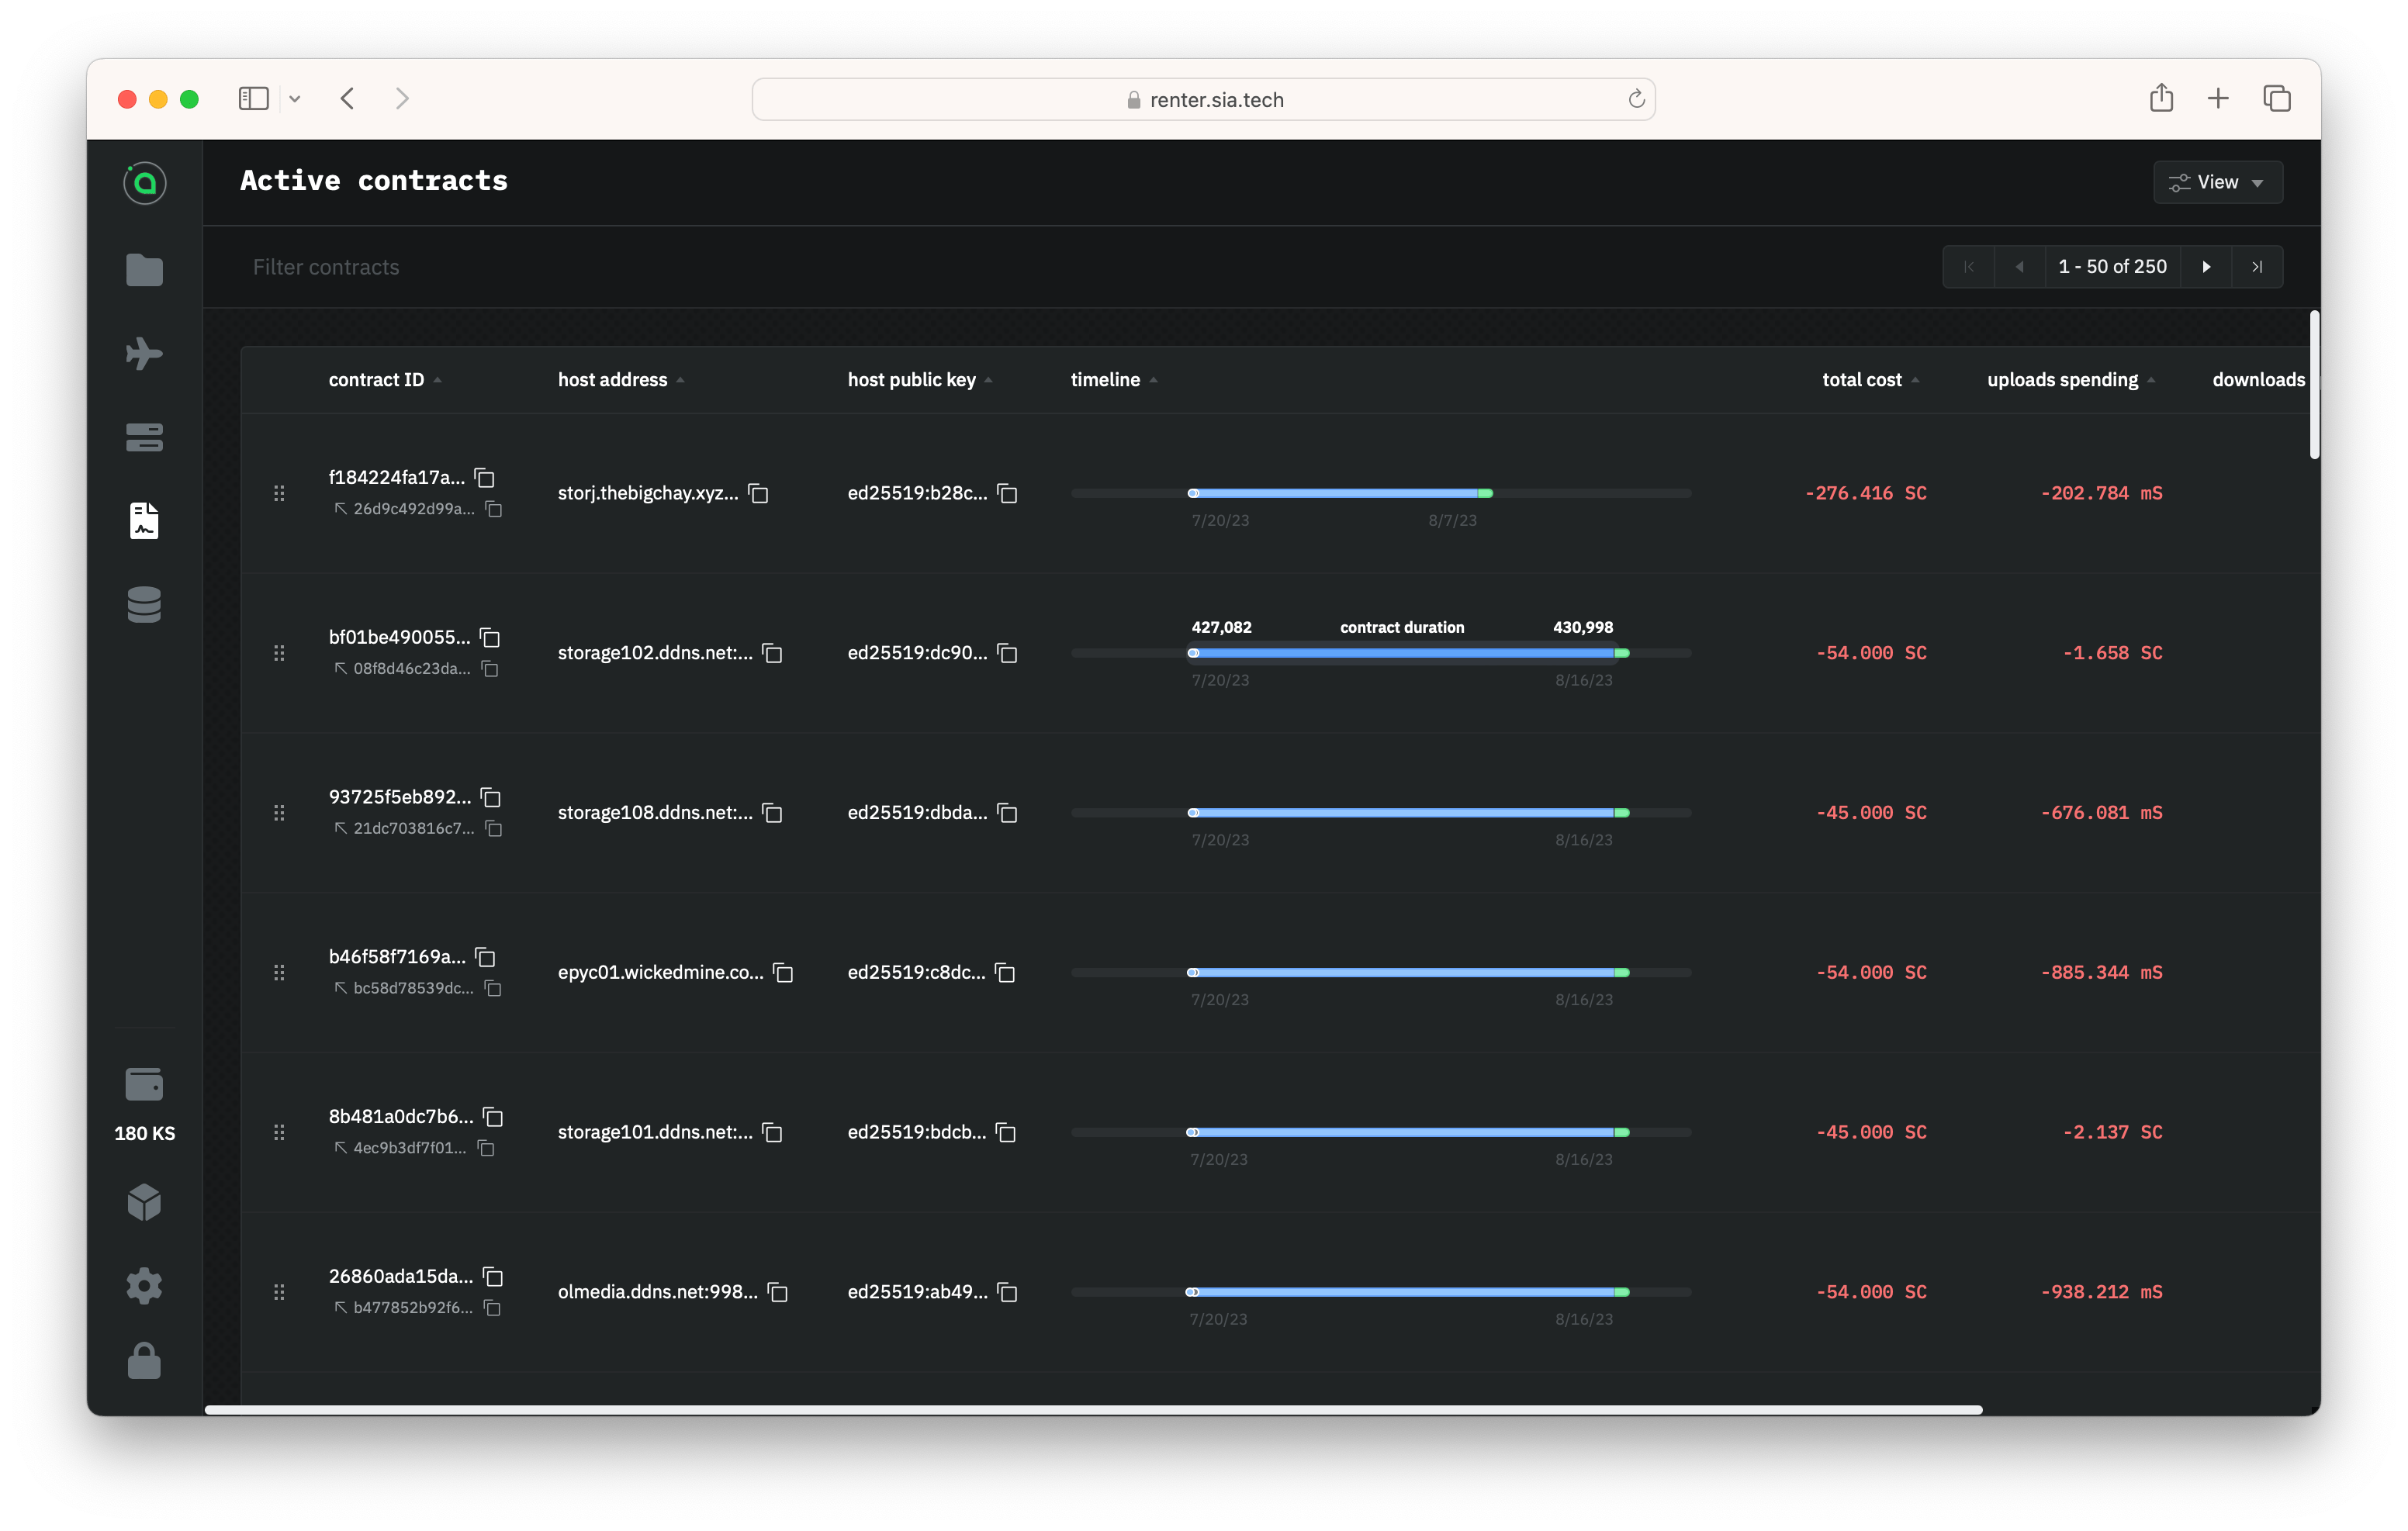 renter.sia.tech
Active contracts
View
Filter contracts
1 - 50 of 250
contract ID host address host public key timeline total cost uploads spending downloads
f184224fa17a...
26d9c492d99a...
storj.thebigchay.xyz... ed25519:b28c... -276.416 SC -202.784 mS
7/20/23 8/7/23
427,082 contract duration 430,998
bf01be490055...
08f8d46c23da...
storage102.ddns.net:... ed25519:dc90... -54.000 SC -1.658 SC
7/20/23 8/16/23
93725f5eb892...
21dc703816c7...
storage108.ddns.net:... ed25519:dbda... -45.000 SC -676.081 mS
7/20/23 8/16/23
b46f58f7169a...
bc58d78539dc...
epyc01.wickedmine.co... ed25519:c8dc... -54.000 SC -885.344 mS
7/20/23 8/16/23
8b481a0dc7b6...
4ec9b3df7f01...
storage101.ddns.net:... ed25519:bdcb... -45.000 SC -2.137 SC
7/20/23 8/16/23
26860ada15da...
b477852b92f6...
olmedia.ddns.net:998... ed25519:ab49... -54.000 SC -938.212 mS
7/20/23 8/16/23
180 KS